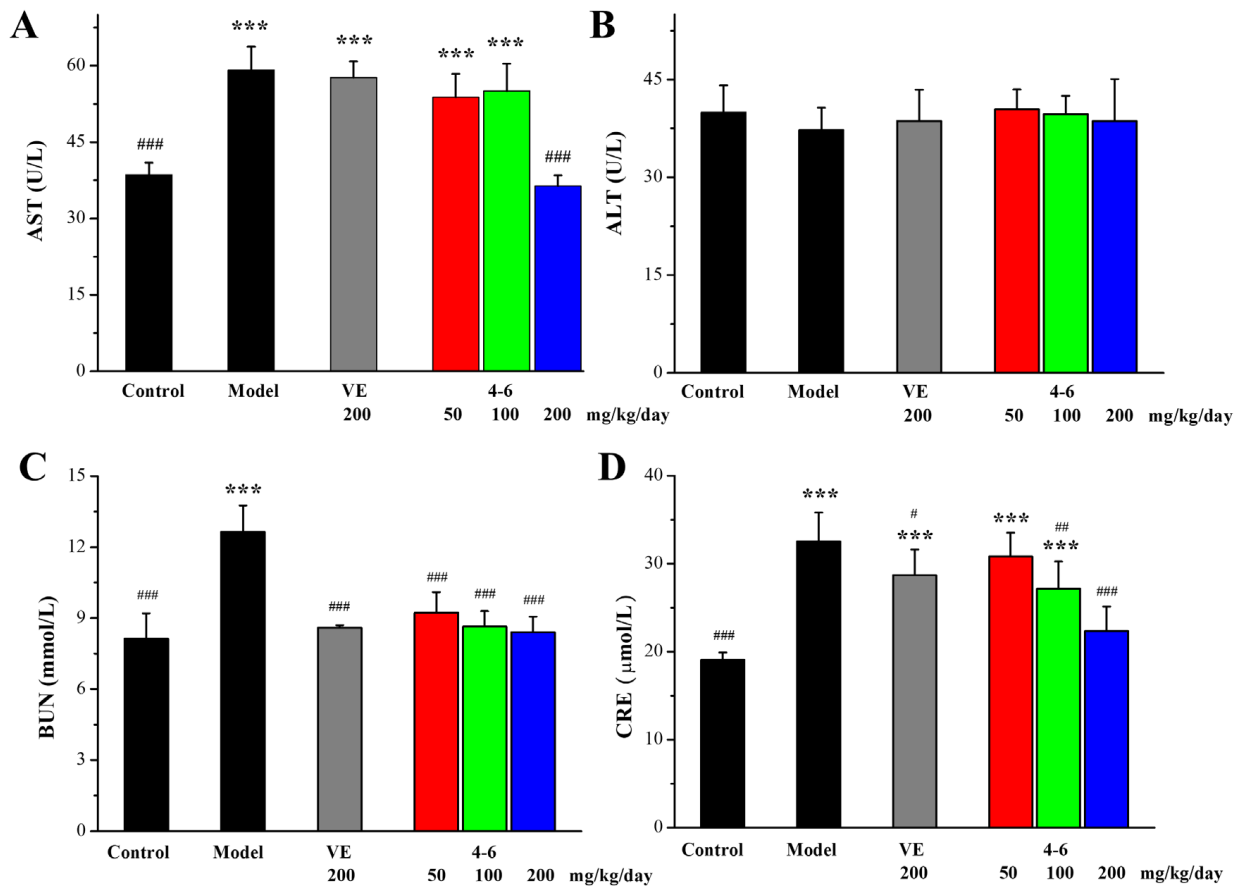 A
AST (U/L)
60
45
30
15
0
***
***
***
***
###
###
Control Model VE 4-6
200 50 100 200 mg/kg/day
B
ALT (U/L)
45
30
15
0
Control Model VE 4-6
200 50 100 200 mg/kg/day
C
BUN (mmol/L)
15
12
9
6
3
0
***
###
###
###
###
###
Control Model VE 4-6
200 50 100 200 mg/kg/day
D
CRE ( μmol/L)
40
30
20
10
0
***
#
***
***
##
***
###
###
Control Model VE 4-6
200 50 100 200 mg/kg/day